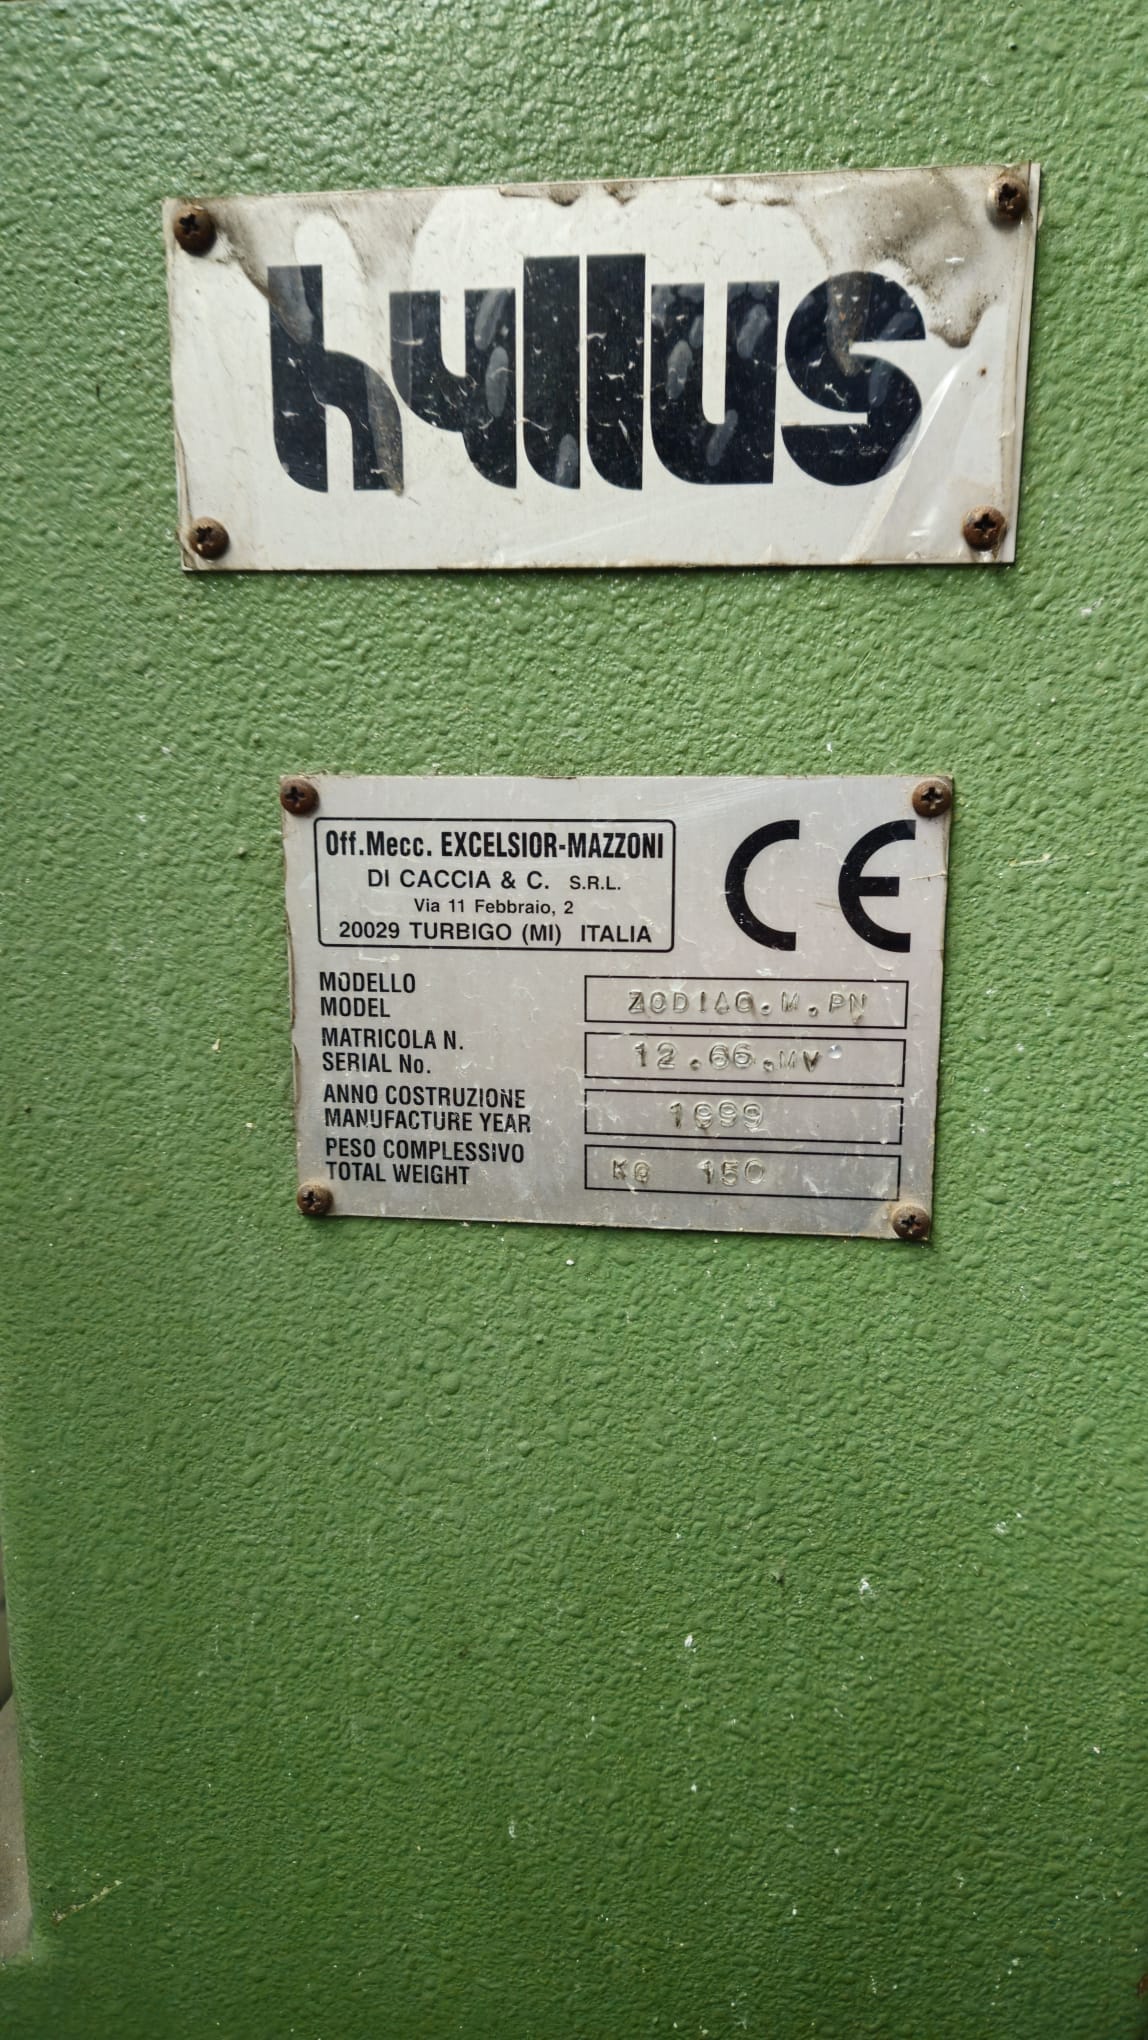 hyllus
Off.Mecc. EXCELSIOR-MAZZONI
DI CACCIA & C. S.R.L.
Via 11 Febbraio, 2
20029 TURBIGO (MI) ITALIA
CE
MODELLO
MODEL
ZODIAC.M.PN
MATRICOLA N.
SERIAL No.
12.66.MV
ANNO COSTRUZIONE
MANUFACTURE YEAR
1999
PESO COMPLESSIVO
TOTAL WEIGHT
KG 150